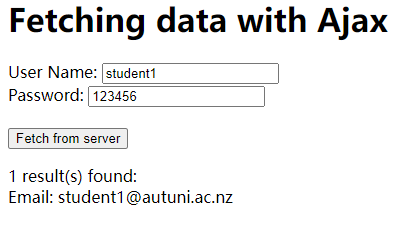 Fetching data with Ajax
User Name: student1
Password: 123456
Fetch from server
1 result(s) found:
Email: student1@autuni.ac.nz